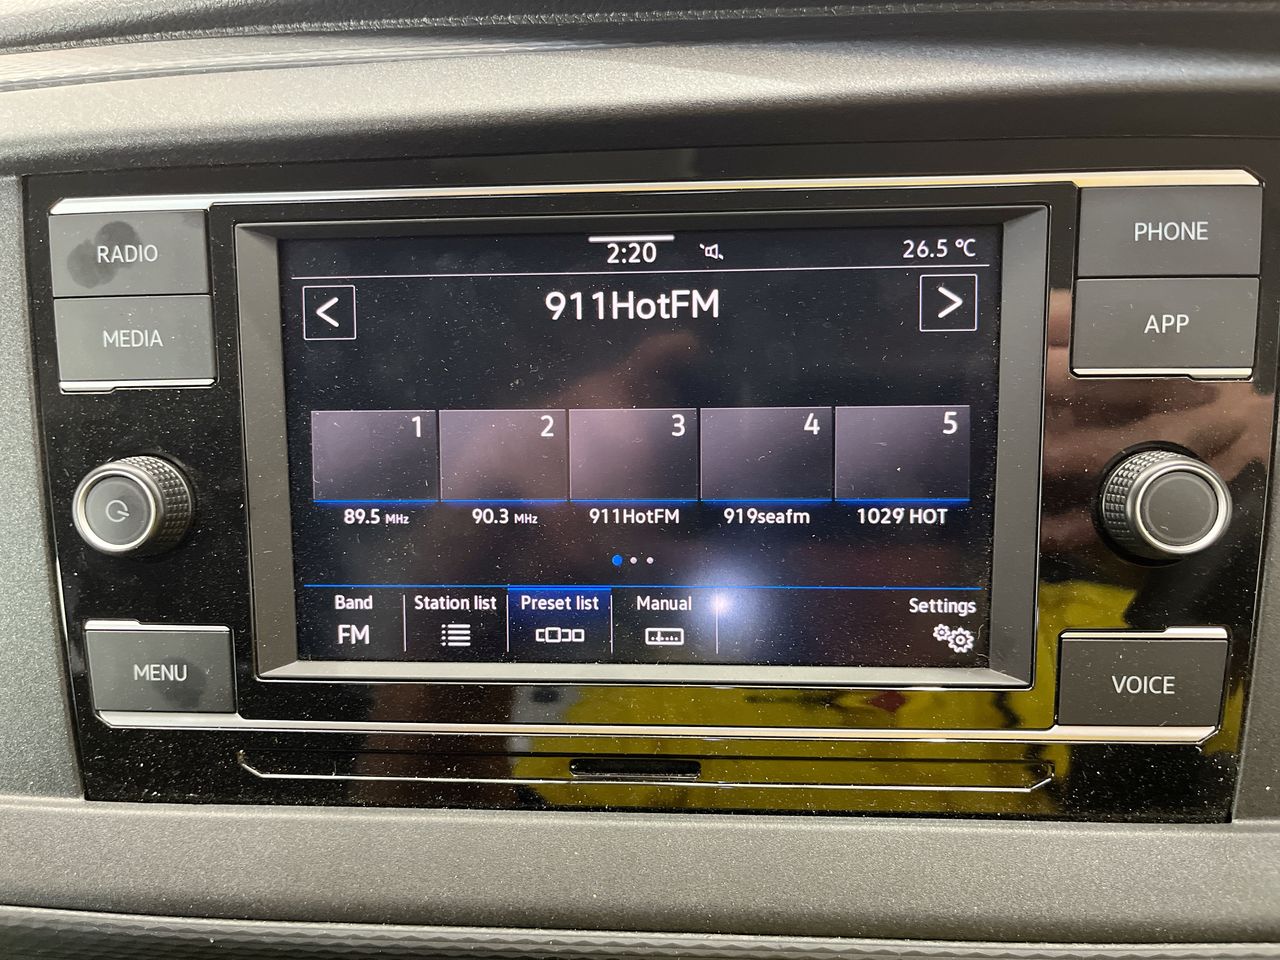 RADIO
MEDIA
MENU
2:20
26.5 °C
<
911HotFM
>
1
2
3
4
5
89.5 MHz
90.3 MHz
911HotFM
919seafm
1029 HOT
Band
FM
Station list
Preset list
Manual
Settings
PHONE
APP
VOICE